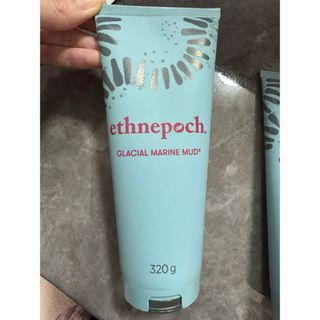 ethnepoch®
GLACIAL MARINE MUD®
320g